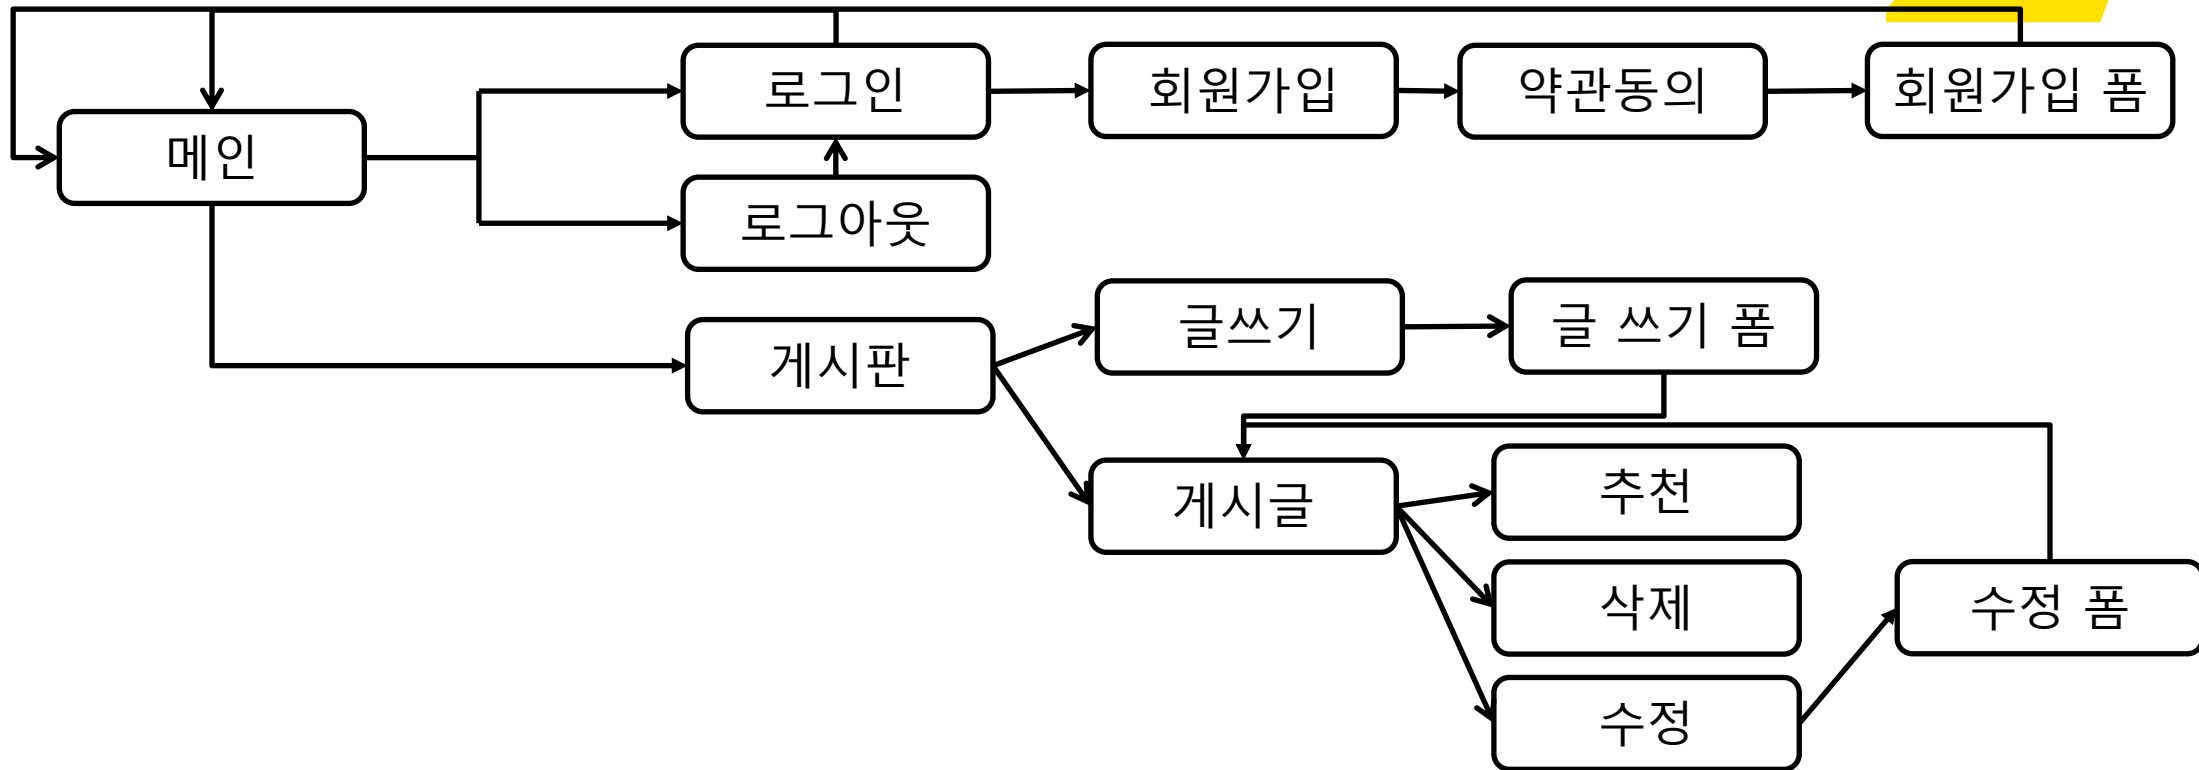 로그인
회원가입
약관동의
회원가입 폼
메인
로그아웃
글쓰기
글 쓰기 폼
게시판
추천
게시글
삭제
수정 폼
수정